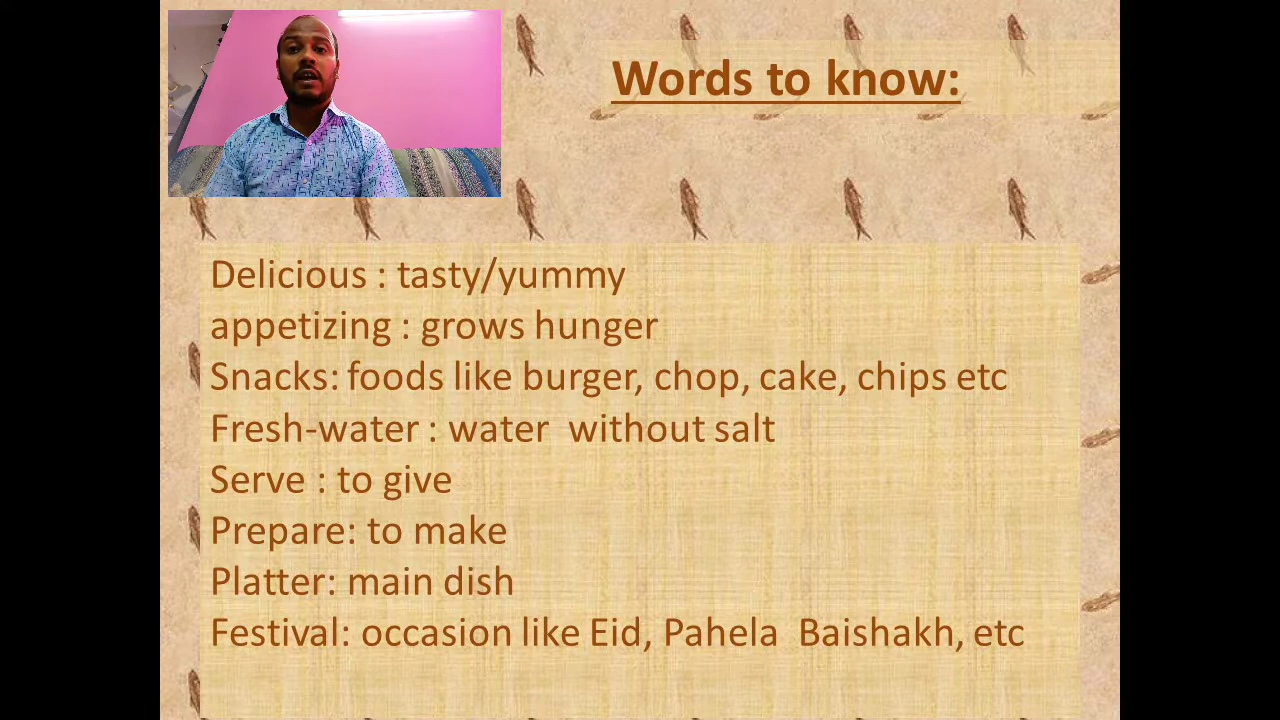 Words to know:
Delicious : tasty/yummy
appetizing : grows hunger
Snacks: foods like burger, chop, cake, chips etc
Fresh-water : water  without salt
Serve : to give
Prepare: to make
Platter: main dish
Festival: occasion like Eid, Pahela  Baishakh, etc